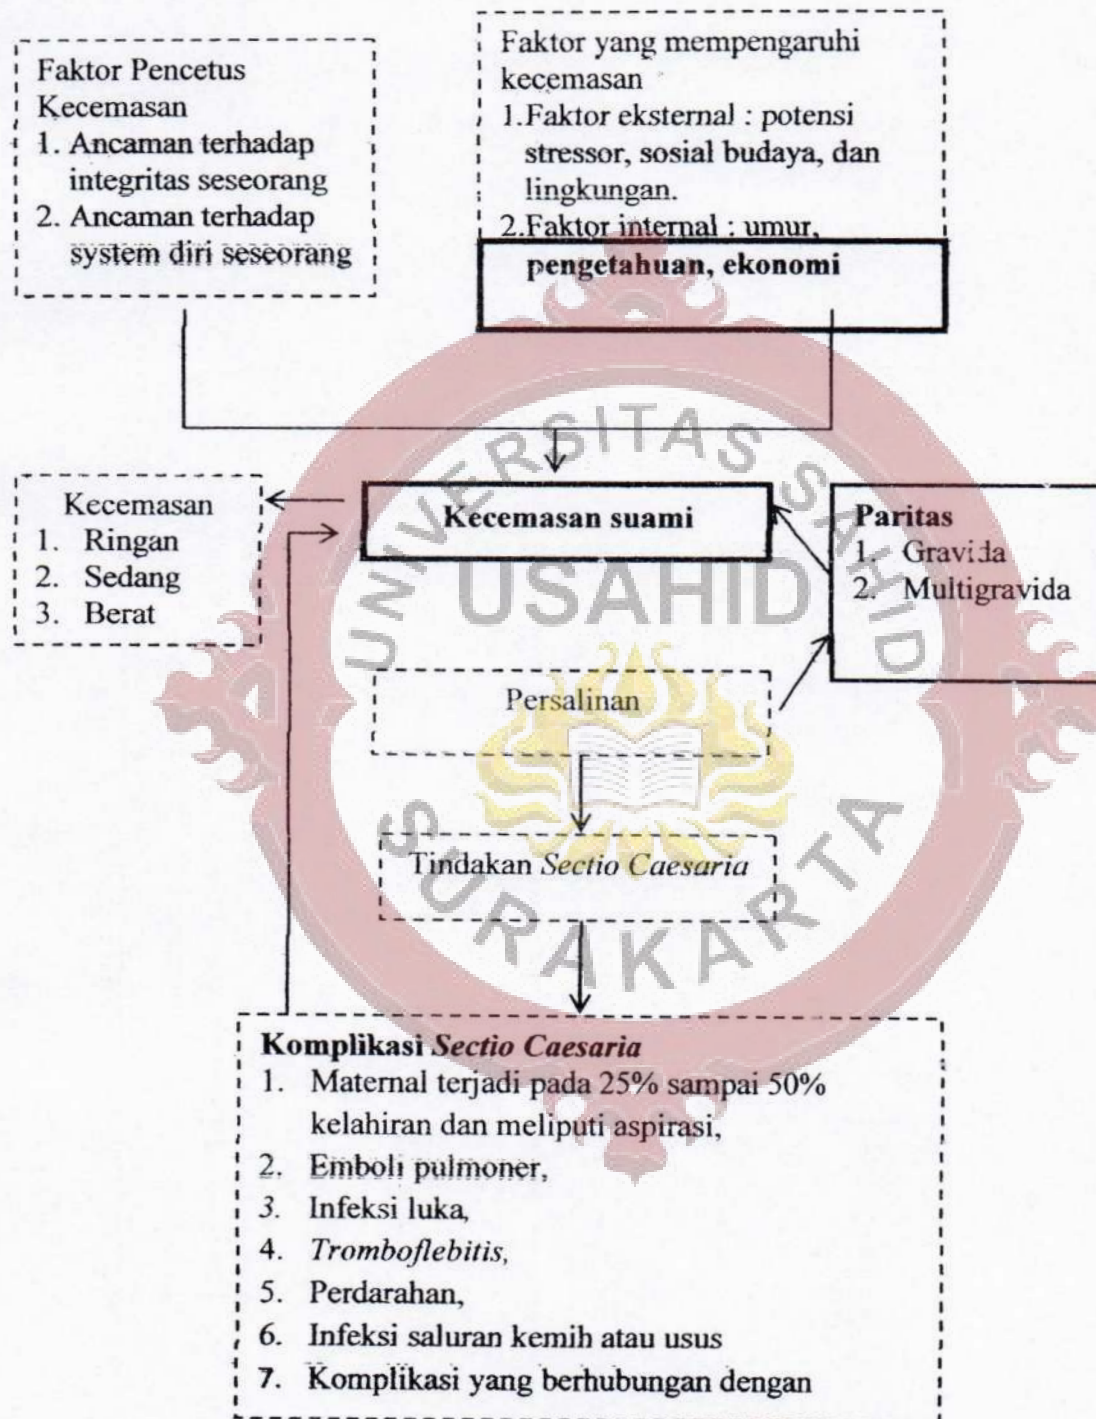 Faktor Pencetus
Kecemasan
1. Ancaman terhadap
integritas seseorang
2. Ancaman terhadap
system diri seseorang
Faktor yang mempengaruhi
kecemasan
1.Faktor eksternal : potensi
stressor, sosial budaya, dan
lingkungan.
2.Faktor internal : umur,
pengetahuan, ekonomi
Kecemasan
1. Ringan
2. Sedang
3. Berat
Kecemasan suami
Paritas
1. Gravida
2. Multigravida
Persalinan
Tindakan Sectio Caesaria
Komplikasi Sectio Caesaria
1. Maternal terjadi pada 25% sampai 50%
kelahiran dan meliputi aspirasi,
2. Emboli pulmoner,
3. Infeksi luka,
4. Tromboflebitis,
5. Perdarahan,
6. Infeksi saluran kemih atau usus
7. Komplikasi yang berhubungan dengan
UNIVERSITAS SAHID
USAHID
SURAKARTA